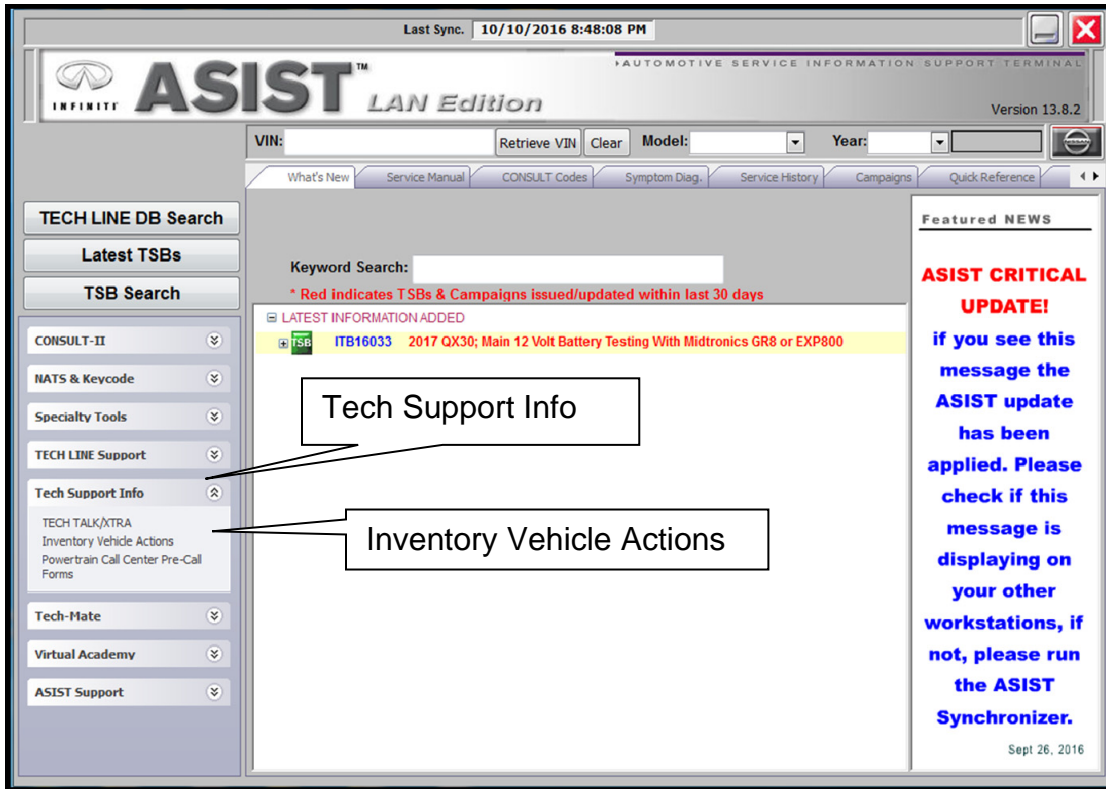 Last Sync. 10/10/2016 8:48:08 PM
INFINITI ASIST™ LAN Edition
AUTOMOTIVE SERVICE INFORMATION SUPPORT TERMINAL
Version 13.8.2
VIN: Retrieve VIN Clear Model: Year:
What's New Service Manual CONSULT Codes Symptom Diag. Service History Campaigns Quick Reference
TECH LINE DB Search
Latest TSBs
TSB Search
CONSULT-II
NATS & Keycode
Specialty Tools
TECH LINE Support
Tech Support Info
TECH TALK/XTRA
Inventory Vehicle Actions
Powertrain Call Center Pre-Call
Forms
Tech-Mate
Virtual Academy
ASIST Support
Keyword Search:
* Red indicates TSBs & Campaigns issued/updated within last 30 days
LATEST INFORMATION ADDED
TSB ITB16033 2017 QX30; Main 12 Volt Battery Testing With Midtronics GR8 or EXP800
Tech Support Info
Inventory Vehicle Actions
Featured NEWS
ASIST CRITICAL
UPDATE!
if you see this
message the
ASIST update
has been
applied. Please
check if this
message is
displaying on
your other
workstations, if
not, please run
the ASIST
Synchronizer.
Sept 26, 2016